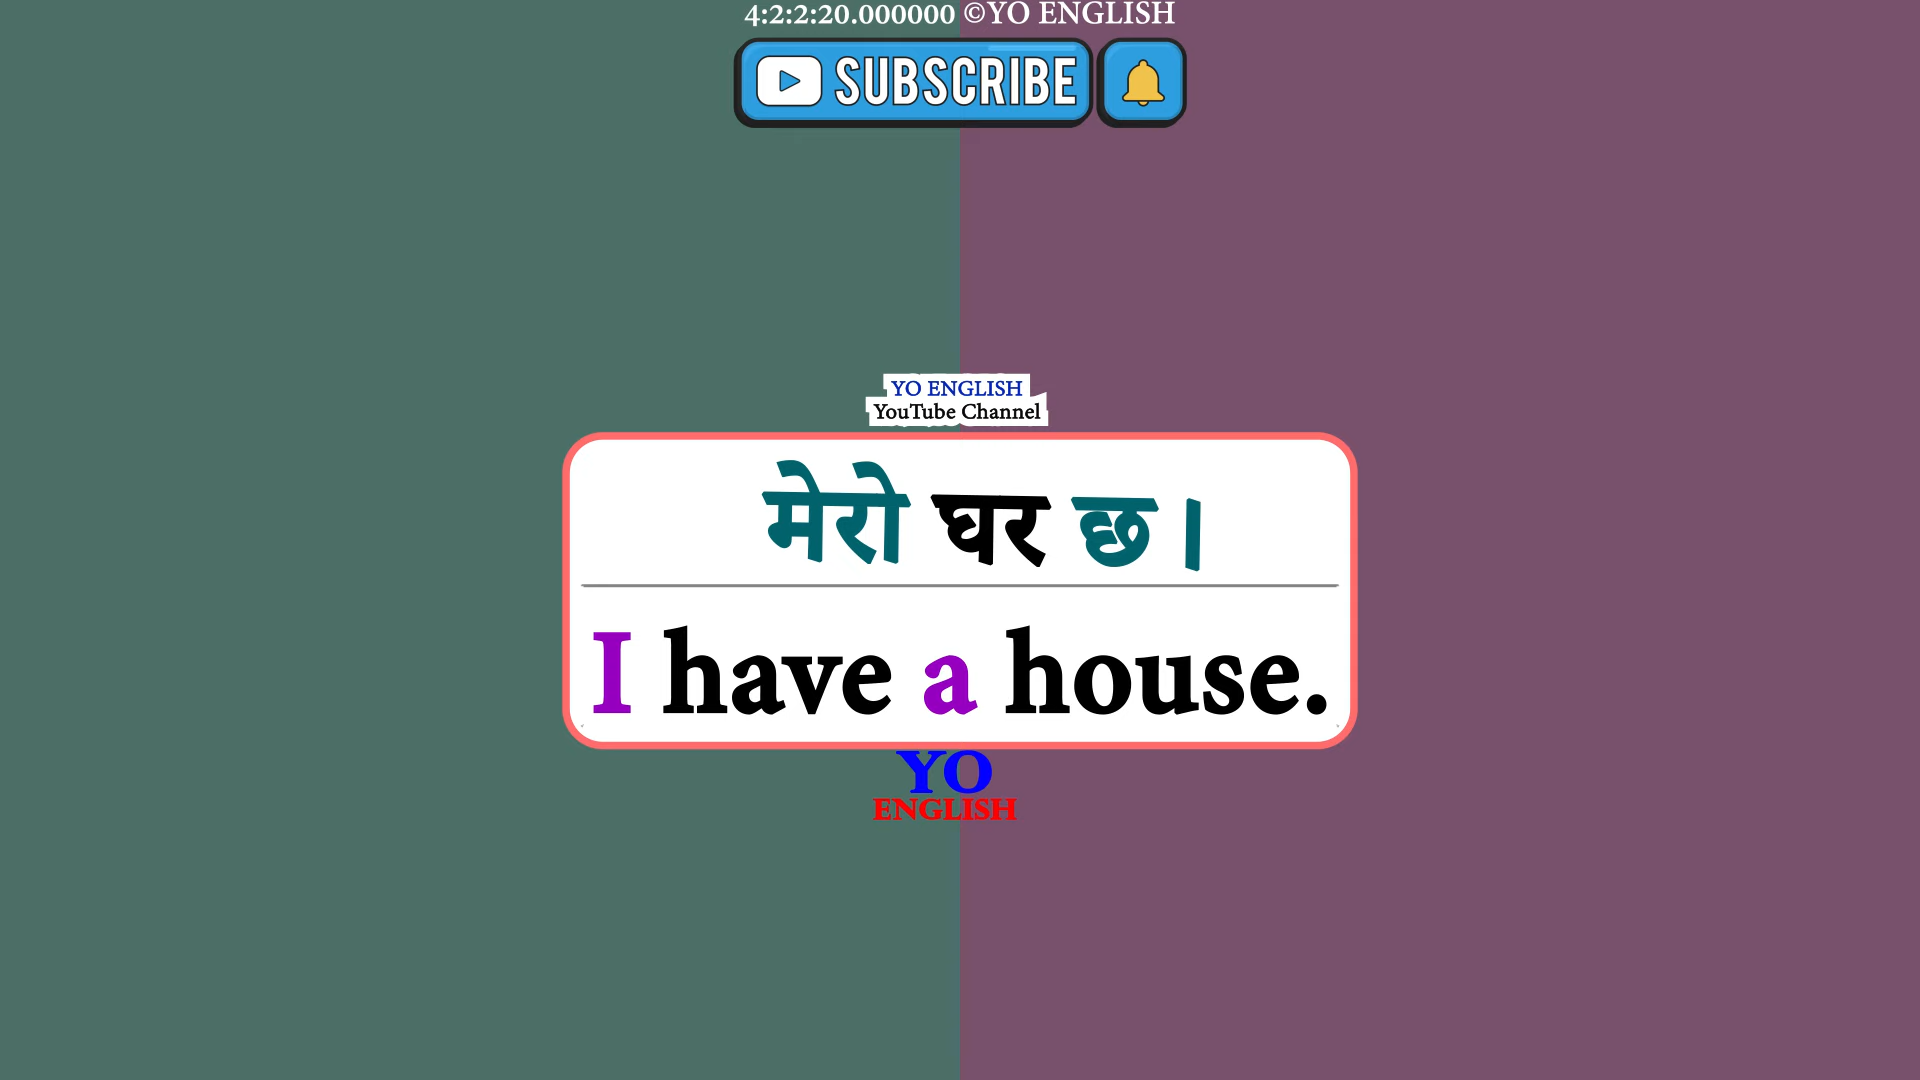 4:2:2:20.000000 ©YO ENGLISH
SUBSCRIBE
YO ENGLISH
YouTube Channel
मेरो घर छ।
I have a house.
YO
ENGLISH